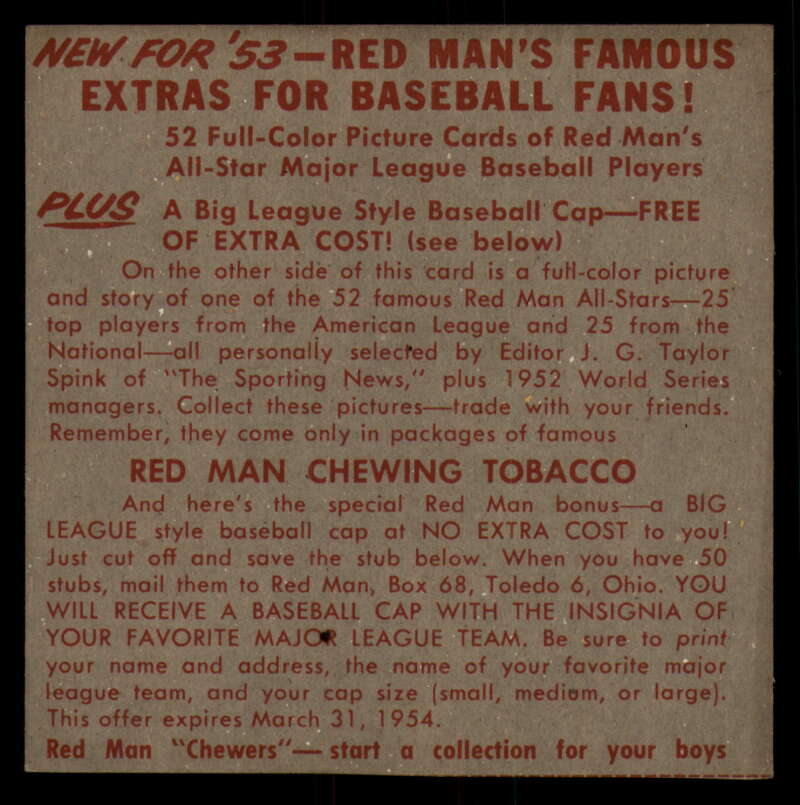 NEW FOR '53—RED MAN'S FAMOUS
EXTRAS FOR BASEBALL FANS!
52 Full-Color Picture Cards of Red Man's
All-Star Major League Baseball Players
PLUS A Big League Style Baseball Cap—FREE
OF EXTRA COST! (see below)
On the other side of this card is a full-color picture
and story of one of the 52 famous Red Man All-Stars—25
top players from the American League and 25 from the
National—all personally selected by Editor J. G. Taylor
Spink of "The Sporting News," plus 1952 World Series
managers. Collect these pictures—trade with your friends.
Remember, they come only in packages of famous
RED MAN CHEWING TOBACCO
And here's the special Red Man bonus—a BIG
LEAGUE style baseball cap at NO EXTRA COST to you!
Just cut off and save the stub below. When you have 50
stubs, mail them to Red Man, Box 68, Toledo 6, Ohio. YOU
WILL RECEIVE A BASEBALL CAP WITH THE INSIGNIA OF
YOUR FAVORITE MAJOR LEAGUE TEAM. Be sure to print
your name and address, the name of your favorite major
league team, and your cap size (small, medium, or large).
This offer expires March 31, 1954.
Red Man "Chewers"—start a collection for your boys